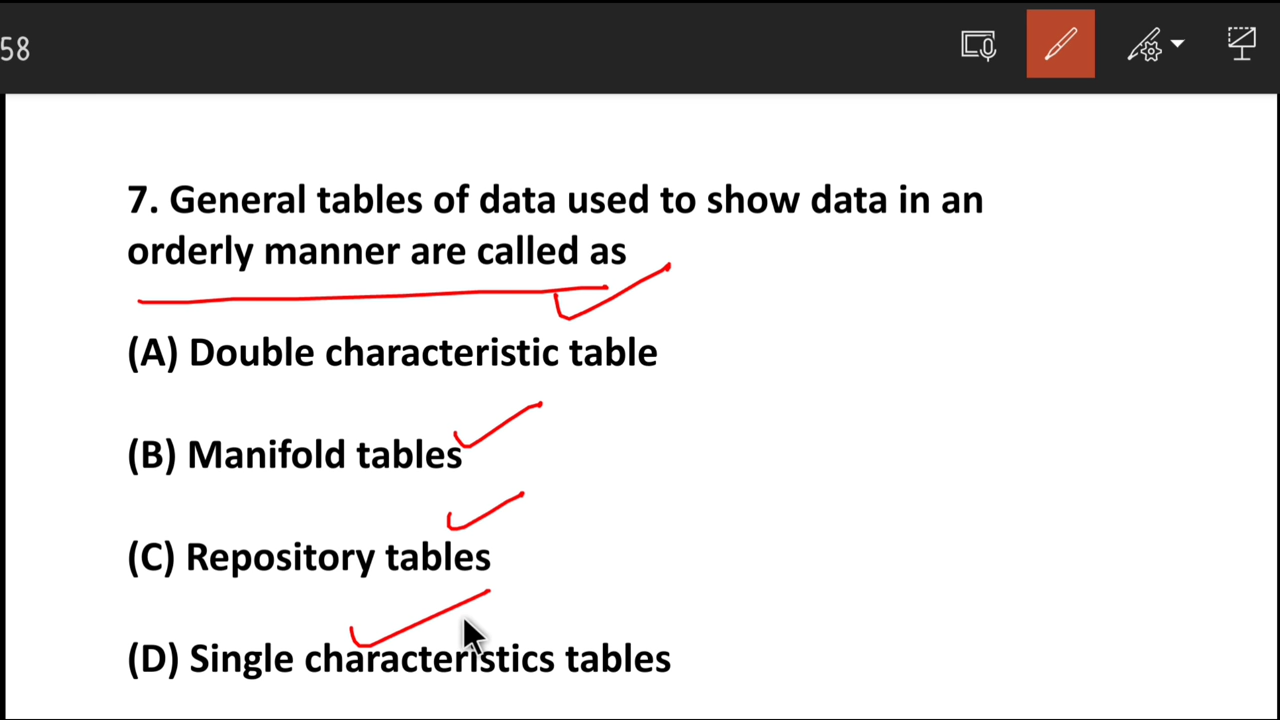 58
7. General tables of data used to show data in an
orderly manner are called as
(A) Double characteristic table
(B) Manifold tables
(C) Repository tables
(D) Single characteristics tables